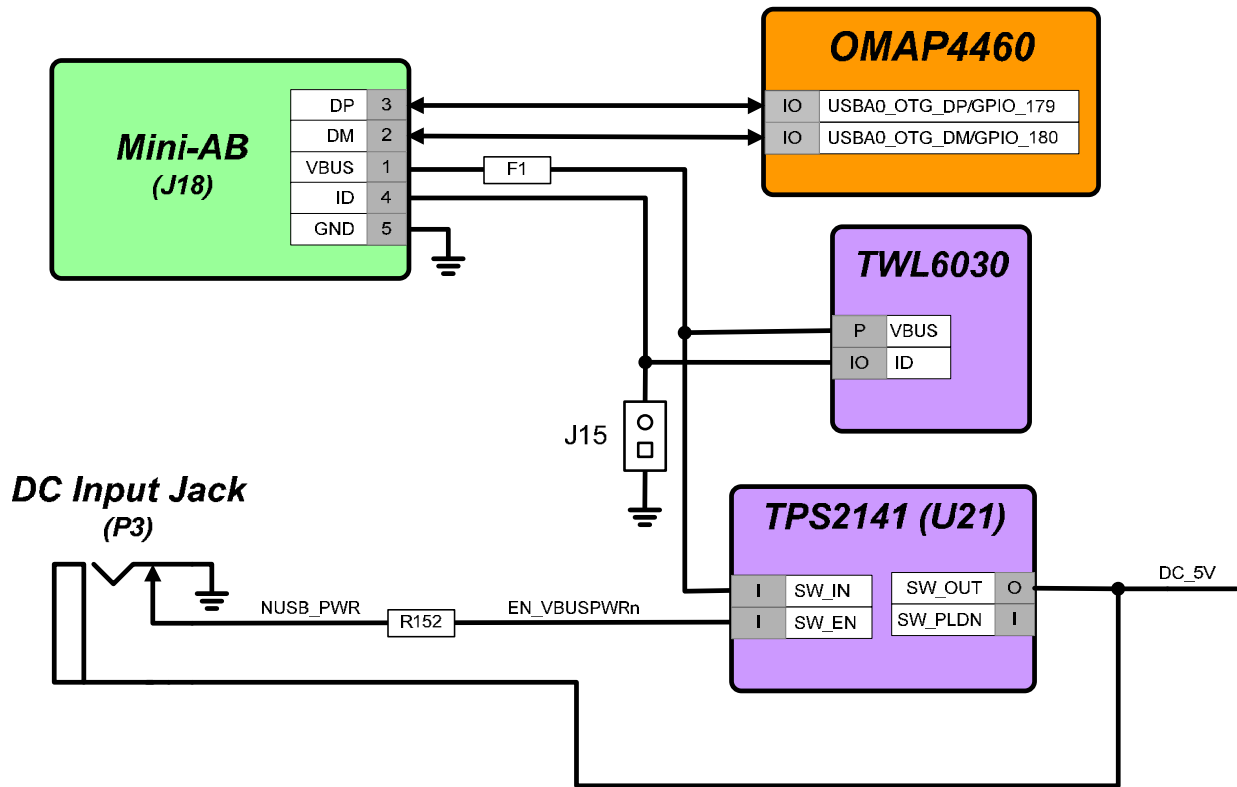 OMAP4460
IO USBA0_OTG_DP/GPIO_179
IO USBA0_OTG_DM/GPIO_180
Mini-AB
(J18)
DP 3
DM 2
VBUS 1
ID 4
GND 5
F1
TWL6030
P VBUS
IO ID
J15
DC Input Jack
(P3)
NUSB_PWR
R152
EN_VBUSPWRn
TPS2141 (U21)
I SW_IN
I SW_EN
SW_OUT O
SW_PLDN I
DC_5V